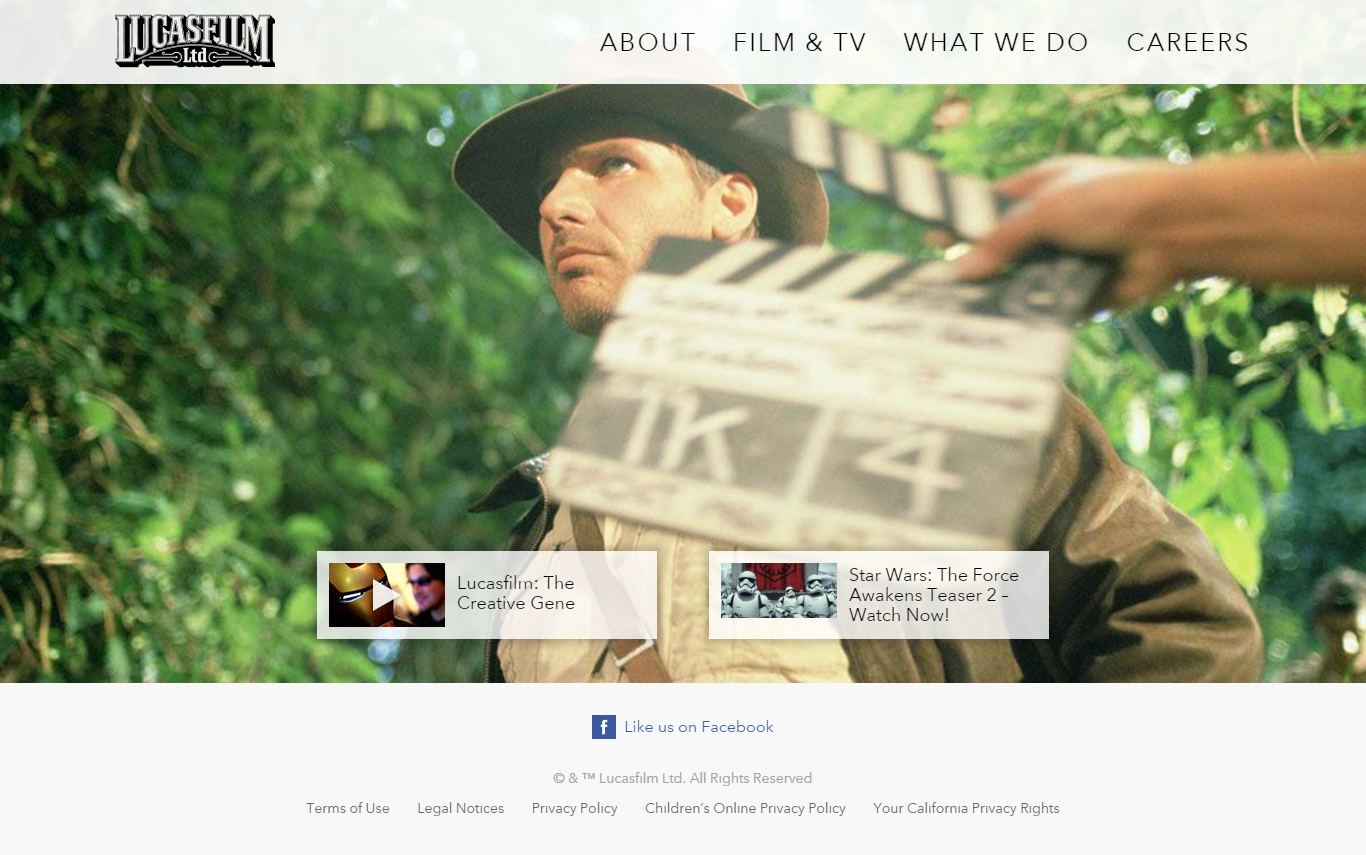 LUCASFILM
Ltd
ABOUT FILM & TV WHAT WE DO CAREERS
TK 4
Lucasfilm: The
Creative Gene
Star Wars: The Force
Awakens Teaser 2 –
Watch Now!
f Like us on Facebook
© & ™ Lucasfilm Ltd. All Rights Reserved
Terms of Use Legal Notices Privacy Policy Children's Online Privacy Policy Your California Privacy Rights